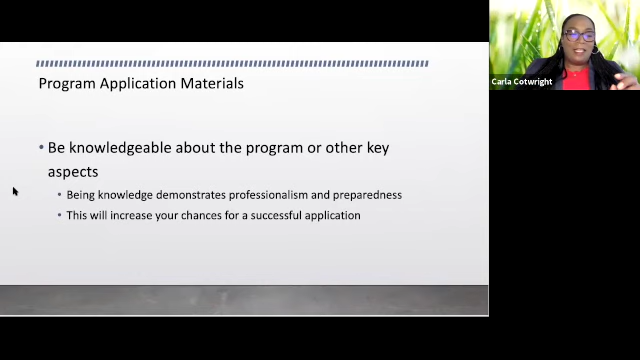 Program Application Materials
• Be knowledgeable about the program or other key
aspects
• Being knowledge demonstrates professionalism and preparedness
• This will increase your chances for a successful application
Carla Cotwright